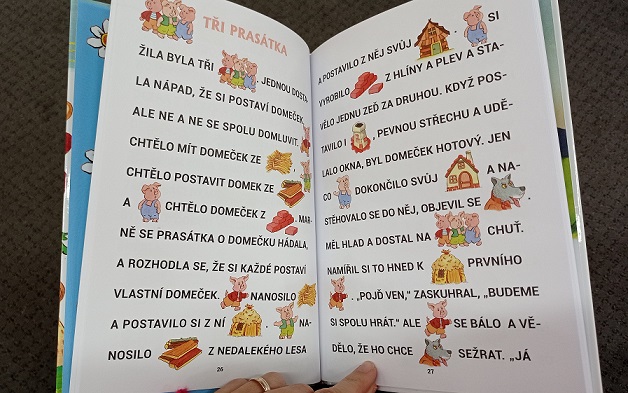 TŘI PRASÁTKA
ŽILA BYLA TŘI . JEDNOU DOSTA-
LA NÁPAD, ŽE SI POSTAVÍ DOMEČEK,
ALE NE A NE SE SPOLU DOMLUVIT.
CHTĚLO MÍT DOMEČEK ZE
CHTĚLO POSTAVIT DOMEK ZE
A CHTĚLO DOMEČEK Z . MAR-
NĚ SE PRASÁTKA O DOMEČKU HÁDALA,
A ROZHODLA SE, ŽE SI KAŽDÉ POSTAVÍ
VLASTNÍ DOMEČEK. NANOSILO
A POSTAVILO SI Z NÍ . NA-
NOSILO Z NEDALEKÉHO LESA
26
A POSTAVILO Z NĚJ SVŮJ . SI
VYROBILO Z HLÍNY A PLEV A STA-
VĚLO JEDNU ZEĎ ZA DRUHOU. KDYŽ POS-
TAVILO I , PEVNOU STŘECHU A UDĚ-
LALO OKNA, BYL DOMEČEK HOTOVÝ. JEN
CO DOKONČILO SVŮJ A NA-
STĚHOVALO SE DO NĚJ, OBJEVIL SE
MĚL HLAD A DOSTAL NA CHUŤ.
NAMÍŘIL SI TO HNED K PRVNÍHO
. „POJĎ VEN,“ ZASKUHRAL, „BUDEME
SI SPOLU HRÁT.“ ALE SE BÁLO A VĚ-
DĚLO, ŽE HO CHCE SEŽRAT. „JÁ
27